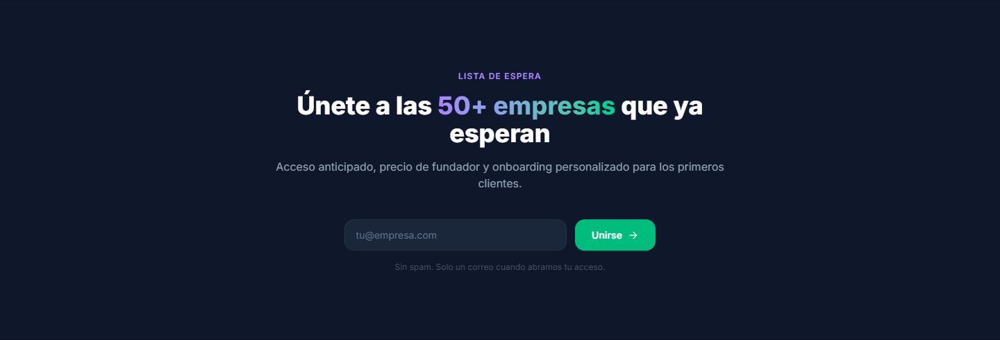 LISTA DE ESPERA
Únete a las 50+ empresas que ya
esperan
Acceso anticipado, precio de fundador y onboarding personalizado para los primeros
clientes.
tu@empresa.com
Unirse →
Sin spam. Solo un correo cuando abramos tu acceso.